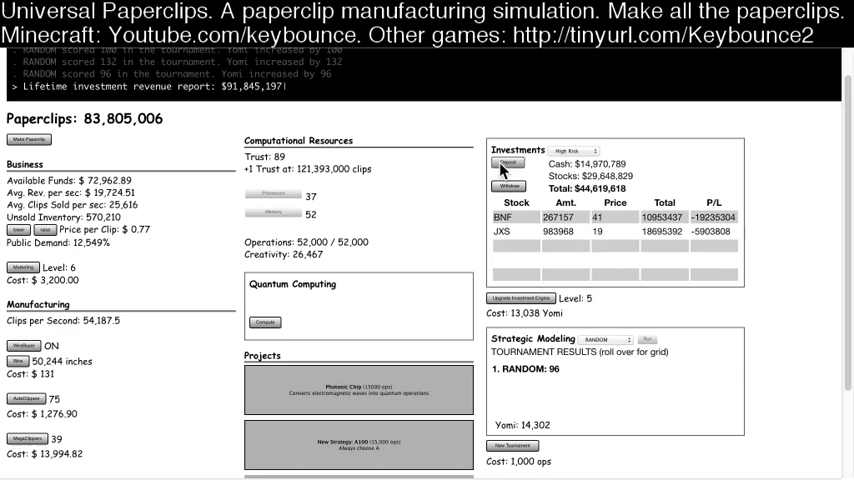 Universal Paperclips. A paperclip manufacturing simulation. Make all the paperclips.
Minecraft: Youtube.com/keybounce. Other games: http://tinyurl.com/Keybounce2
. RANDOM scored 100 in the tournament. Yomi increased by 100
. RANDOM scored 132 in the tournament. Yomi increased by 132
. RANDOM scored 96 in the tournament. Yomi increased by 96
> Lifetime investment revenue report: $91,845,197|
Paperclips: 83,805,006
Make Paperclip
Business
Available Funds: $ 72,962.89
Avg. Rev. per sec: $ 19,724.51
Avg. Clips Sold per sec: 25,616
Unsold Inventory: 570,210
lower raise Price per Clip: $ 0.77
Public Demand: 12,549%
Marketing Level: 6
Cost: $ 3,200.00
Manufacturing
Clips per Second: 54,187.5
WireBuyer ON
Wire 50,244 inches
Cost: $ 131
AutoClippers 75
Cost: $ 1,276.90
MegaClippers 39
Cost: $ 13,994.82
Computational Resources
Trust: 89
+1 Trust at: 121,393,000 clips
Processors 37
Memory 52
Operations: 52,000 / 52,000
Creativity: 26,467
Quantum Computing
Compute
Projects
Photonic Chip (15000 ops)
Converts electromagnetic waves into quantum operations
New Strategy: A100 (15,000 ops)
Always choose A
Investments High Risk
Deposit Cash: $14,970,789
Stocks: $29,648,829
Withdraw Total: $44,619,618
Stock Amt. Price Total P/L
BNF 267157 41 10953437 -19235304
JXS 983968 19 18695392 -5903808
Upgrade Investment Engine Level: 5
Cost: 13,038 Yomi
Strategic Modeling RANDOM Run
TOURNAMENT RESULTS (roll over for grid)
1. RANDOM: 96
Yomi: 14,302
New Tournament
Cost: 1,000 ops